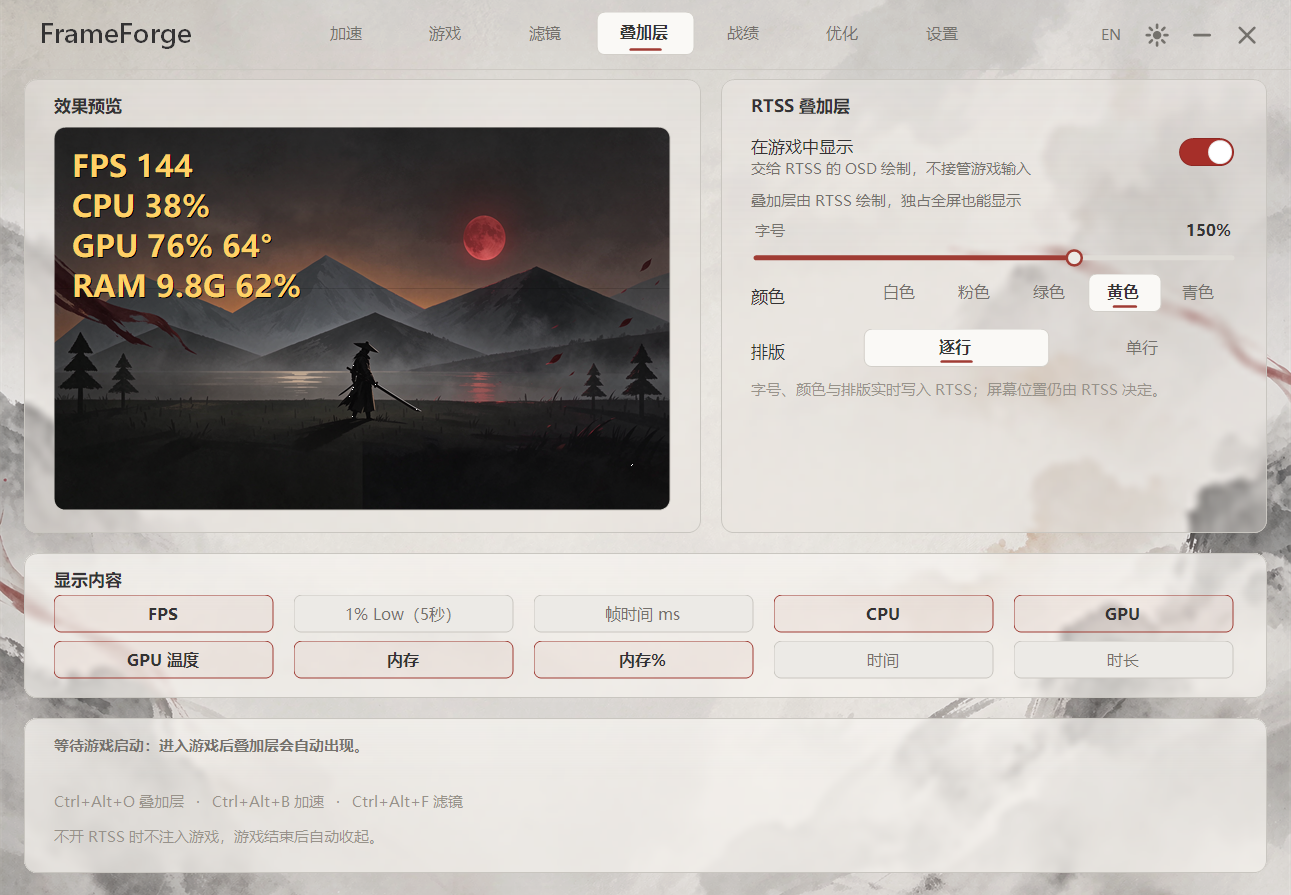 FrameForge
加速
游戏
滤镜
叠加层
战绩
优化
设置
EN
效果预览
FPS 144
CPU 38%
GPU 76% 64°
RAM 9.8G 62%
RTSS 叠加层
在游戏中显示
交给 RTSS 的 OSD 绘制，不接管游戏输入
叠加层由 RTSS 绘制，独占全屏也能显示
字号 150%
颜色 白色 粉色 绿色 黄色 青色
排版 逐行 单行
字号、颜色与排版实时写入 RTSS；屏幕位置仍由 RTSS 决定。
显示内容
FPS 1% Low（5秒） 帧时间 ms CPU GPU
GPU 温度 内存 内存% 时间 时长
等待游戏启动：进入游戏后叠加层会自动出现。
Ctrl+Alt+O 叠加层 · Ctrl+Alt+B 加速 · Ctrl+Alt+F 滤镜
不开 RTSS 时不注入游戏，游戏结束后自动收起。